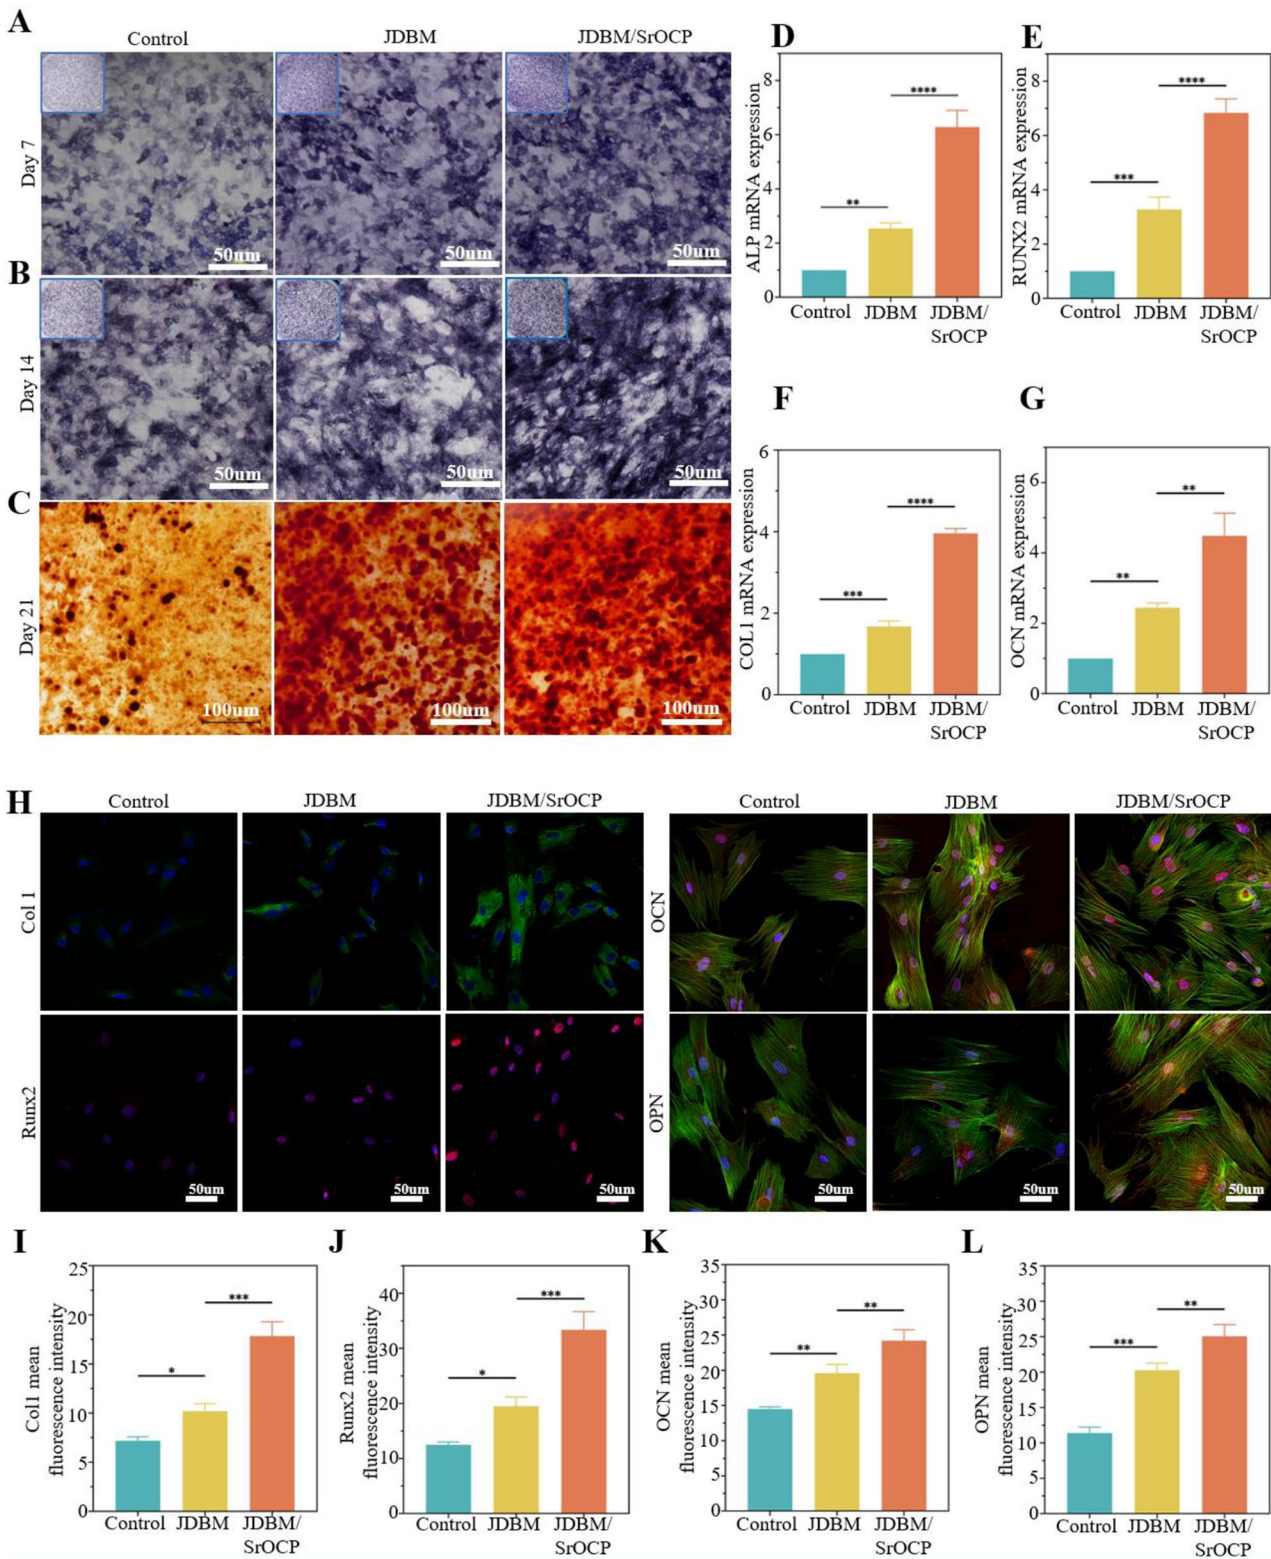 A
Control
JDBM
JDBM/SrOCP
Day 7
50um
50um
50um
B
Day 14
50um
50um
50um
C
Day 21
100um
100um
100um
D
ALP mRNA expression
8
6
4
2
0
**
****
Control
JDBM
JDBM/
SrOCP
E
RUNX2 mRNA expression
8
6
4
2
0
***
****
Control
JDBM
JDBM/
SrOCP
F
COL1 mRNA expression
6
4
2
0
***
****
Control
JDBM
JDBM/
SrOCP
G
OCN mRNA expression
6
4
2
0
**
**
Control
JDBM
JDBM/
SrOCP
H
Control
JDBM
JDBM/SrOCP
Col 1
Runx2
50um
50um
50um
Control
JDBM
JDBM/SrOCP
OCN
OPN
50um
50um
50um
I
Col1 mean
fluorescence intensity
25
20
15
10
5
0
*
***
Control
JDBM
JDBM/
SrOCP
J
Runx2 mean
fluorescence intensity
40
30
20
10
0
*
***
Control
JDBM
JDBM/
SrOCP
K
OCN mean
fluorescence intensity
35
30
25
20
15
10
5
0
**
**
Control
JDBM
JDBM/
SrOCP
L
OPN mean
fluorescence intensity
35
30
25
20
15
10
5
0
***
**
Control
JDBM
JDBM/
SrOCP